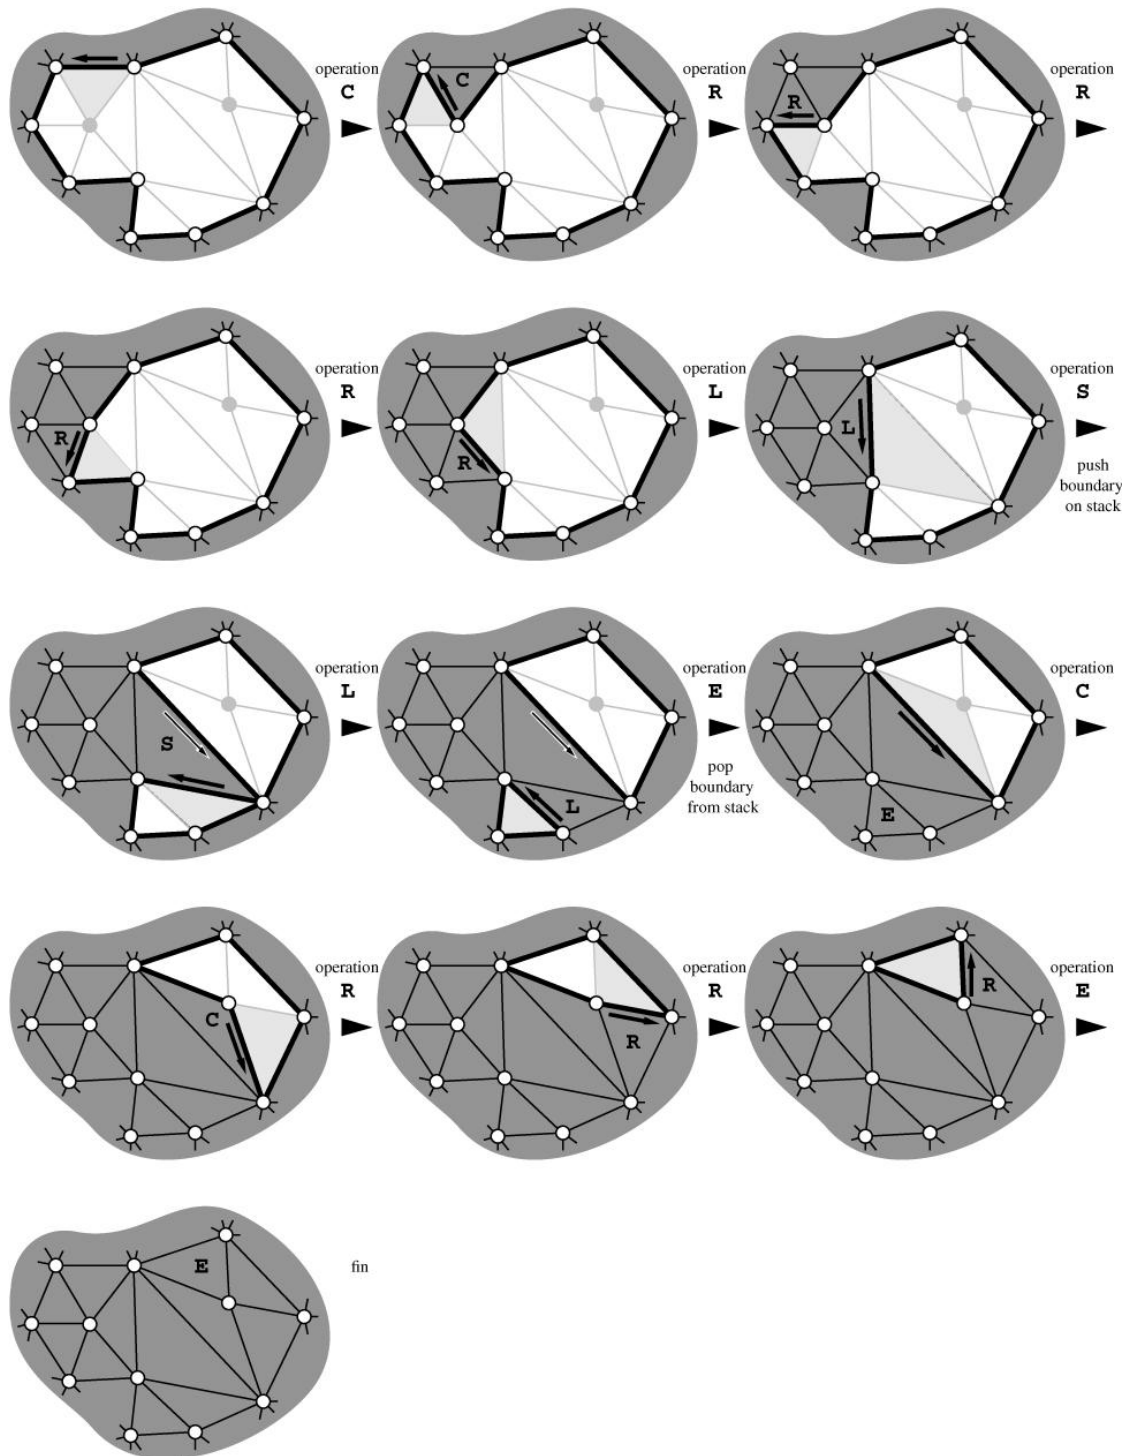 operation
C
C
operation
R
R
operation
R
R
operation
R
R
operation
L
L
operation
S
push
boundary
on stack
S
operation
L
L
operation
E
pop
boundary
from stack
E
operation
C
C
operation
R
R
operation
R
R
operation
E
E
fin